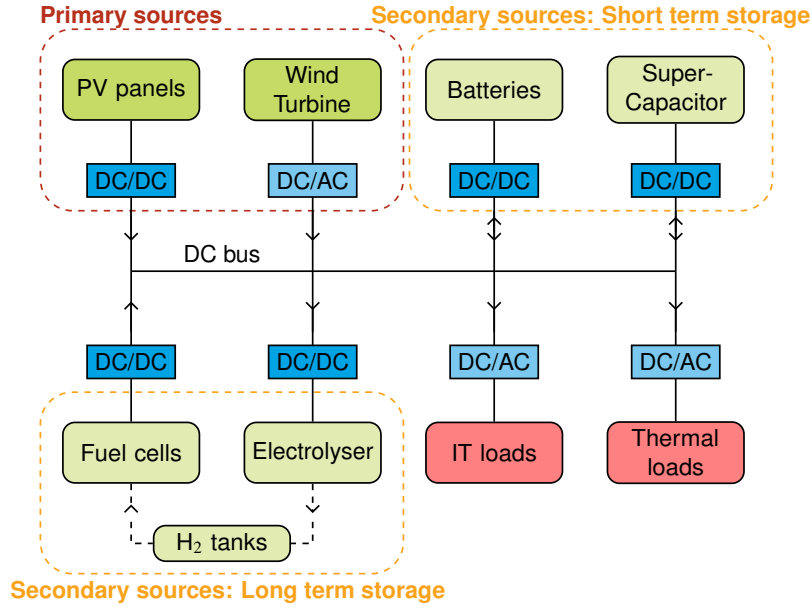 Primary sources
Secondary sources: Short term storage
PV panels
Wind
Turbine
Batteries
Super-
Capacitor
DC/DC
DC/AC
DC/DC
DC/DC
DC bus
DC/DC
DC/DC
DC/AC
DC/AC
Fuel cells
Electrolyser
IT loads
Thermal
loads
H₂ tanks
Secondary sources: Long term storage